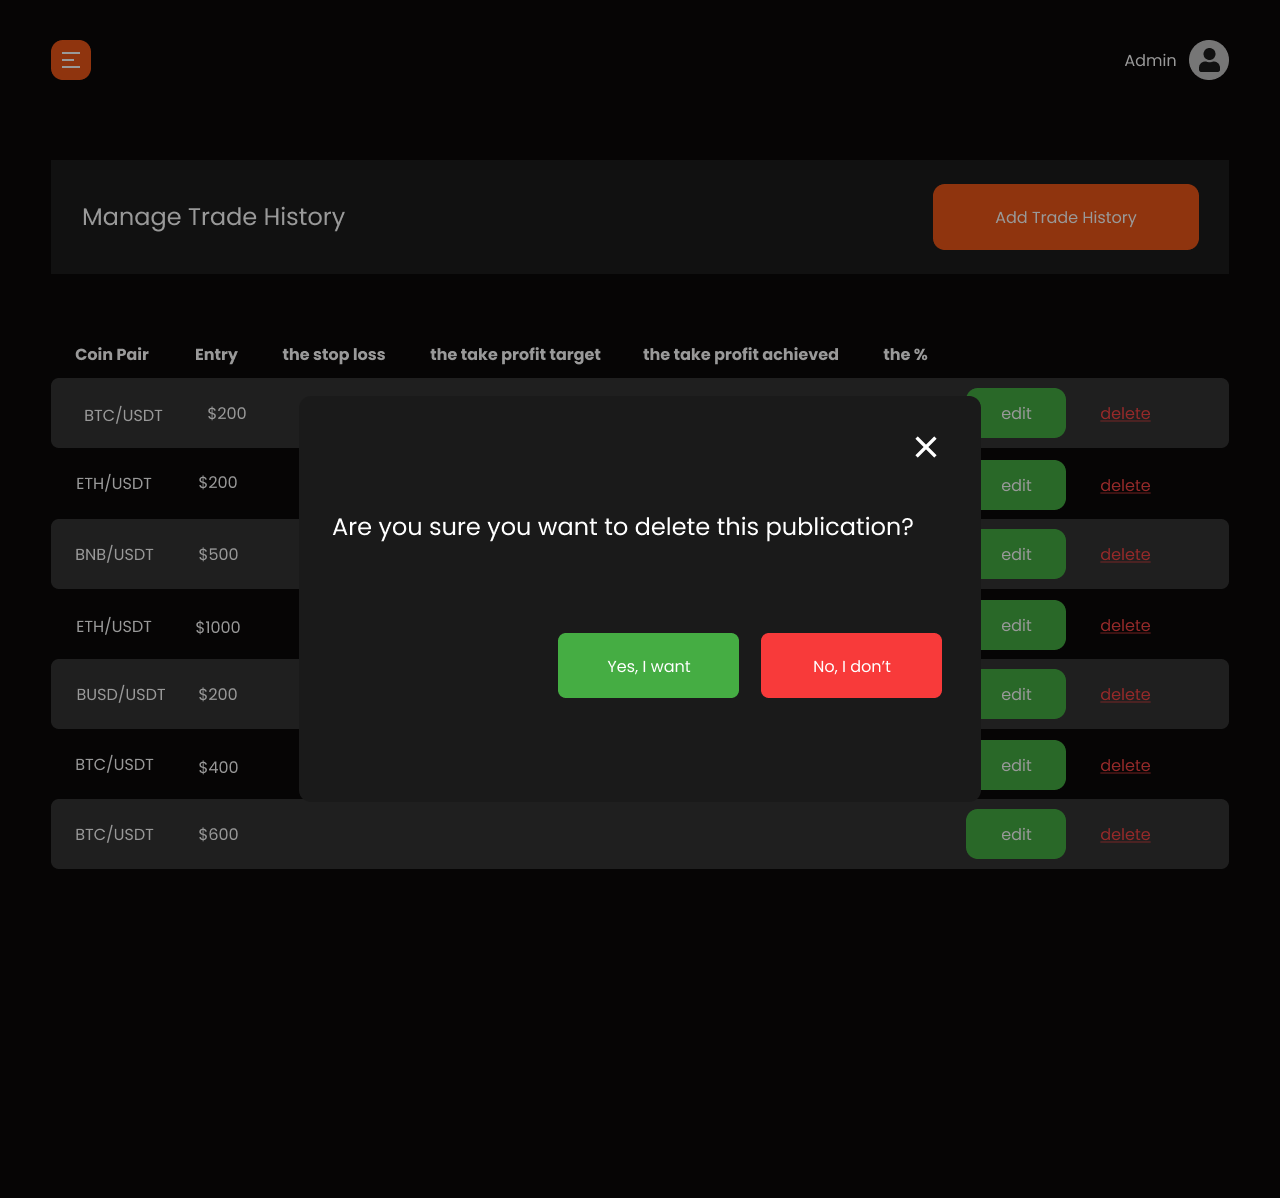 Admin
Manage Trade History
Add Trade History
Coin Pair Entry the stop loss the take profit target the take profit achieved the %
BTC/USDT $200 edit delete
ETH/USDT $200 edit delete
Are you sure you want to delete this publication?
BNB/USDT $500 edit delete
ETH/USDT $1000 edit delete
Yes, I want No, I don’t
BUSD/USDT $200 edit delete
BTC/USDT $400 edit delete
BTC/USDT $600 edit delete